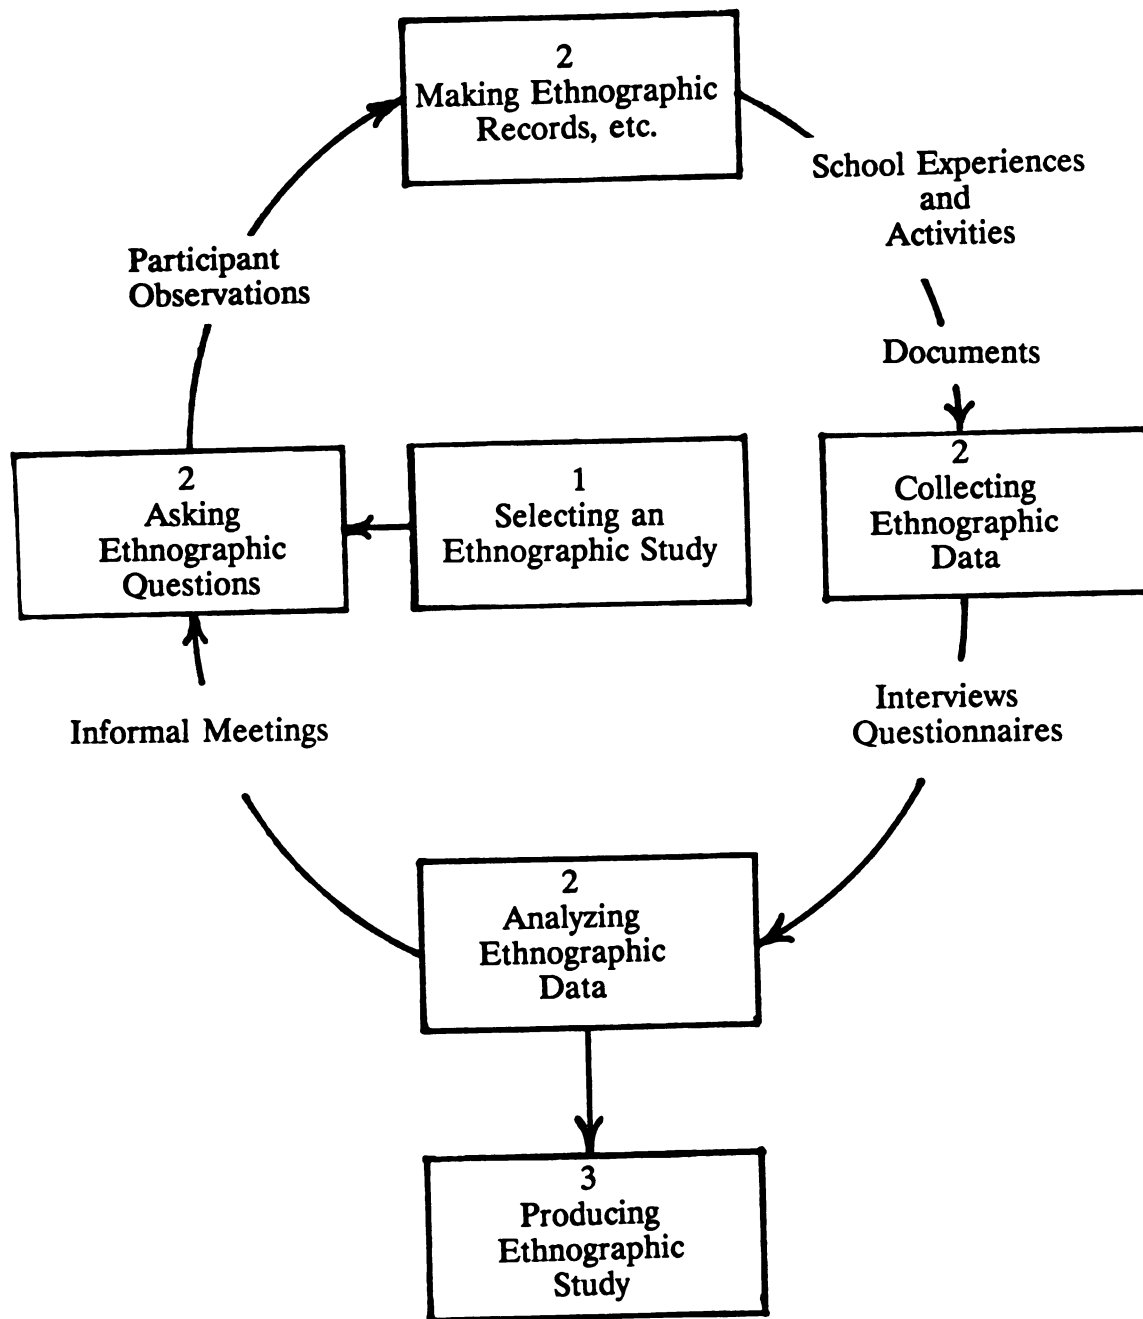 2
Making Ethnographic
Records, etc.
School Experiences
and
Activities
Participant
Observations
Documents
2
Asking
Ethnographic
Questions
1
Selecting an
Ethnographic Study
2
Collecting
Ethnographic
Data
Informal Meetings
Interviews
Questionnaires
2
Analyzing
Ethnographic
Data
3
Producing
Ethnographic
Study